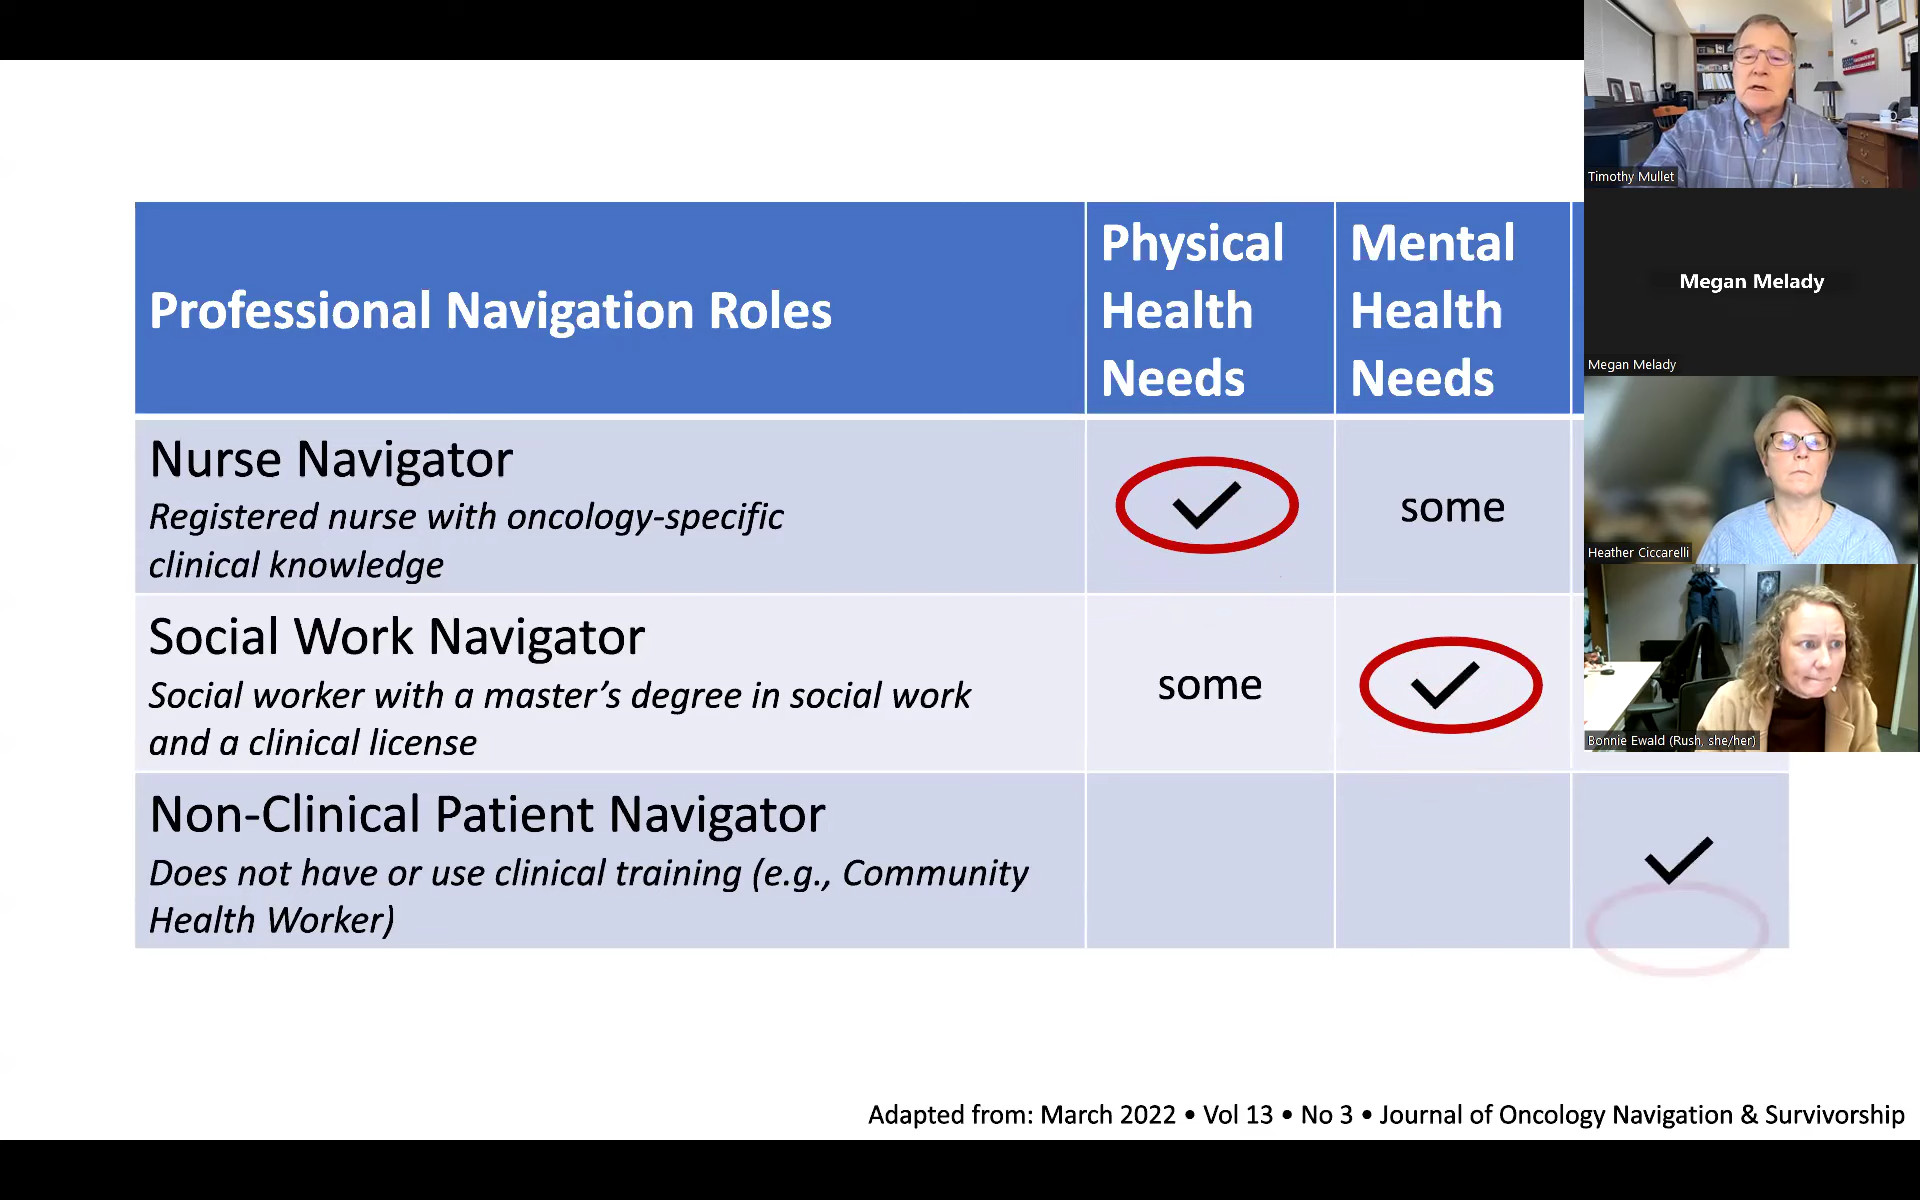 Professional Navigation Roles
Physical
Health
Needs
Mental
Health
Needs
Nurse Navigator
Registered nurse with oncology-specific
clinical knowledge
some
Social Work Navigator
Social worker with a master’s degree in social work
and a clinical license
some
Non-Clinical Patient Navigator
Does not have or use clinical training (e.g., Community
Health Worker)
Adapted from: March 2022 • Vol 13 • No 3 • Journal of Oncology Navigation & Survivorship
Timothy Mullet
Megan Melady
Megan Melady
Heather Ciccarelli
Bonnie Ewald (Rush, she/her)